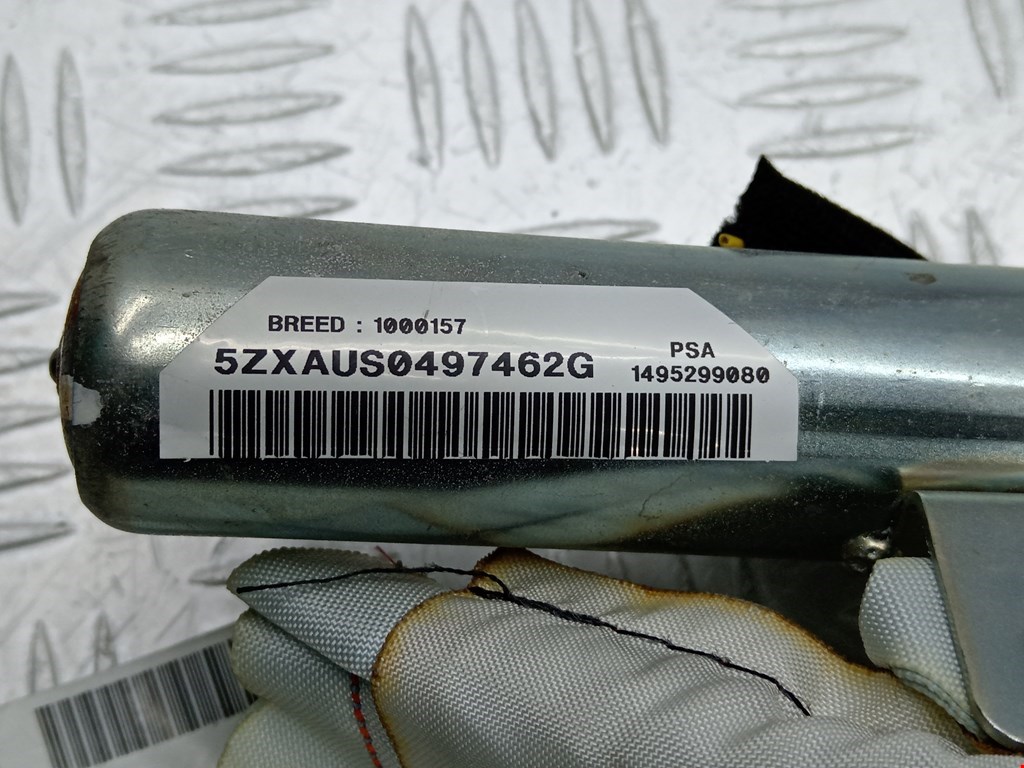 BREED : 1000157
5ZXAUS0497462G
PSA
1495299080